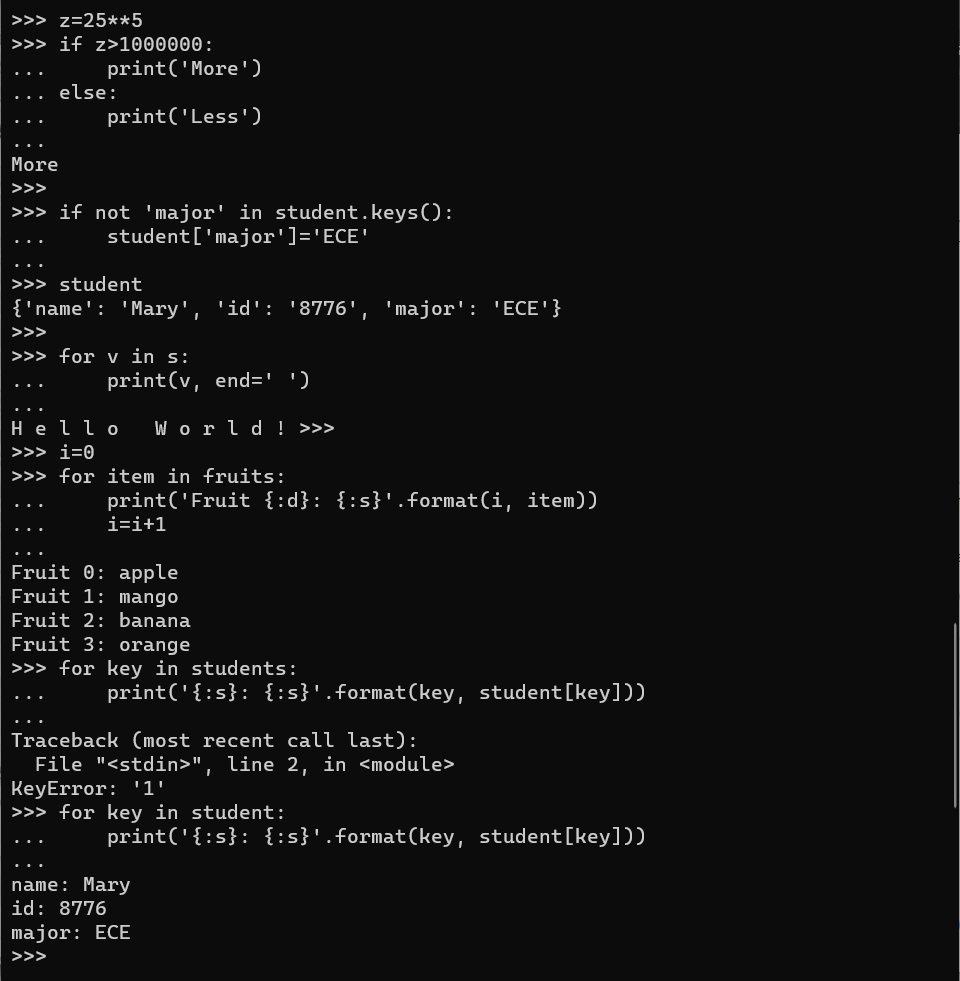 >>> z=25**5
>>> if z>1000000:
...     print('More')
... else:
...     print('Less')
...
More
>>>
>>> if not 'major' in student.keys():
...     student['major']='ECE'
...
>>> student
{'name': 'Mary', 'id': '8776', 'major': 'ECE'}
>>>
>>> for v in s:
...     print(v, end=' ')
...
H e l l o   W o r l d ! >>>
>>> i=0
>>> for item in fruits:
...     print('Fruit {:d}: {:s}'.format(i, item))
...     i=i+1
...
Fruit 0: apple
Fruit 1: mango
Fruit 2: banana
Fruit 3: orange
>>> for key in students:
...     print('{:s}: {:s}'.format(key, student[key]))
...
Traceback (most recent call last):
  File "<stdin>", line 2, in <module>
KeyError: '1'
>>> for key in student:
...     print('{:s}: {:s}'.format(key, student[key]))
...
name: Mary
id: 8776
major: ECE
>>>